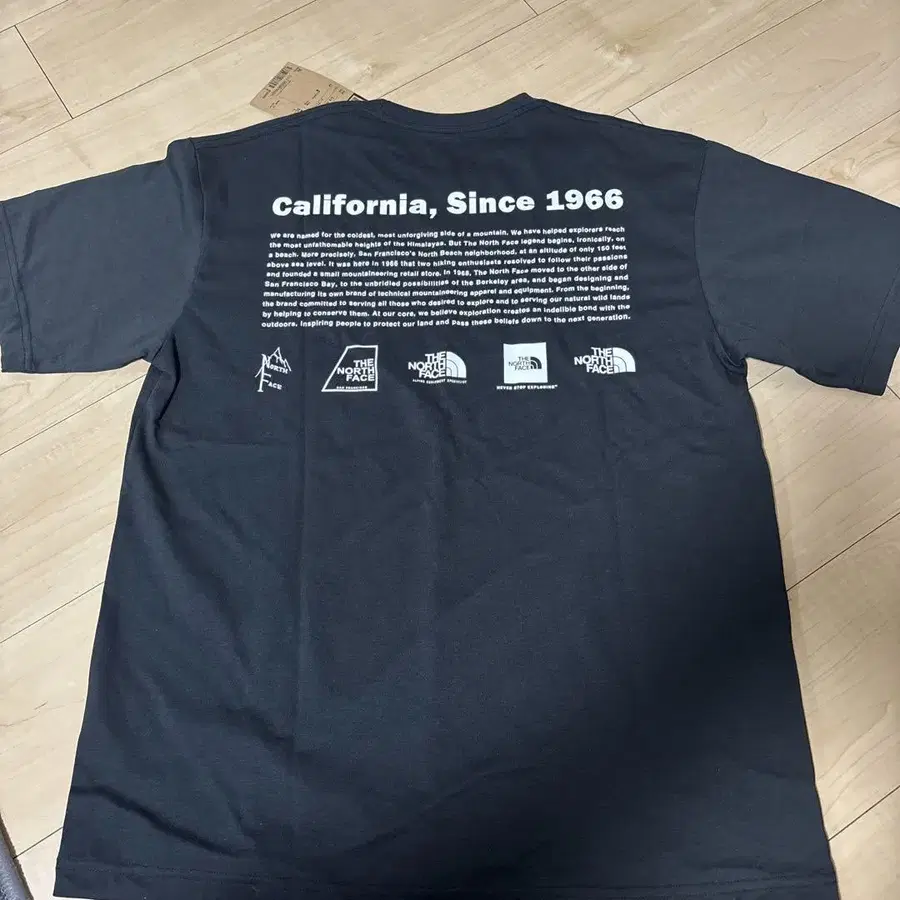 California, Since 1966
We are named for the coldest, most unforgiving side of a mountain. We have helped explorers reach
the most unfathomable heights of the Himalayas. But The North Face legend begins, ironically, on
a beach. More precisely, San Francisco's North Beach neighborhood, at an altitude of only 150 feet
above sea level. It was here in 1966 that two hiking enthusiasts resolved to follow their passions
and founded a small mountaineering retail store. In 1968, The North Face moved to the other side of
San Francisco Bay, to the unbridled possibilities of the Berkeley area, and began designing and
manufacturing its own brand of technical mountaineering apparel and equipment. From the beginning,
the brand committed to serving all those who desired to explore and to serving our natural wild lands
by helping to conserve them. At our core, we believe exploration creates an indelible bond with the
outdoors. Inspiring people to protect our land and pass these beliefs down to the next generation.
North
Face
THE
NORTH
FACE
SAN FRANCISCO
THE
NORTH
FACE
ALPINE EQUIPMENT SPECIALIST
THE
NORTH
FACE
NEVER STOP EXPLORING™
THE
NORTH
FACE